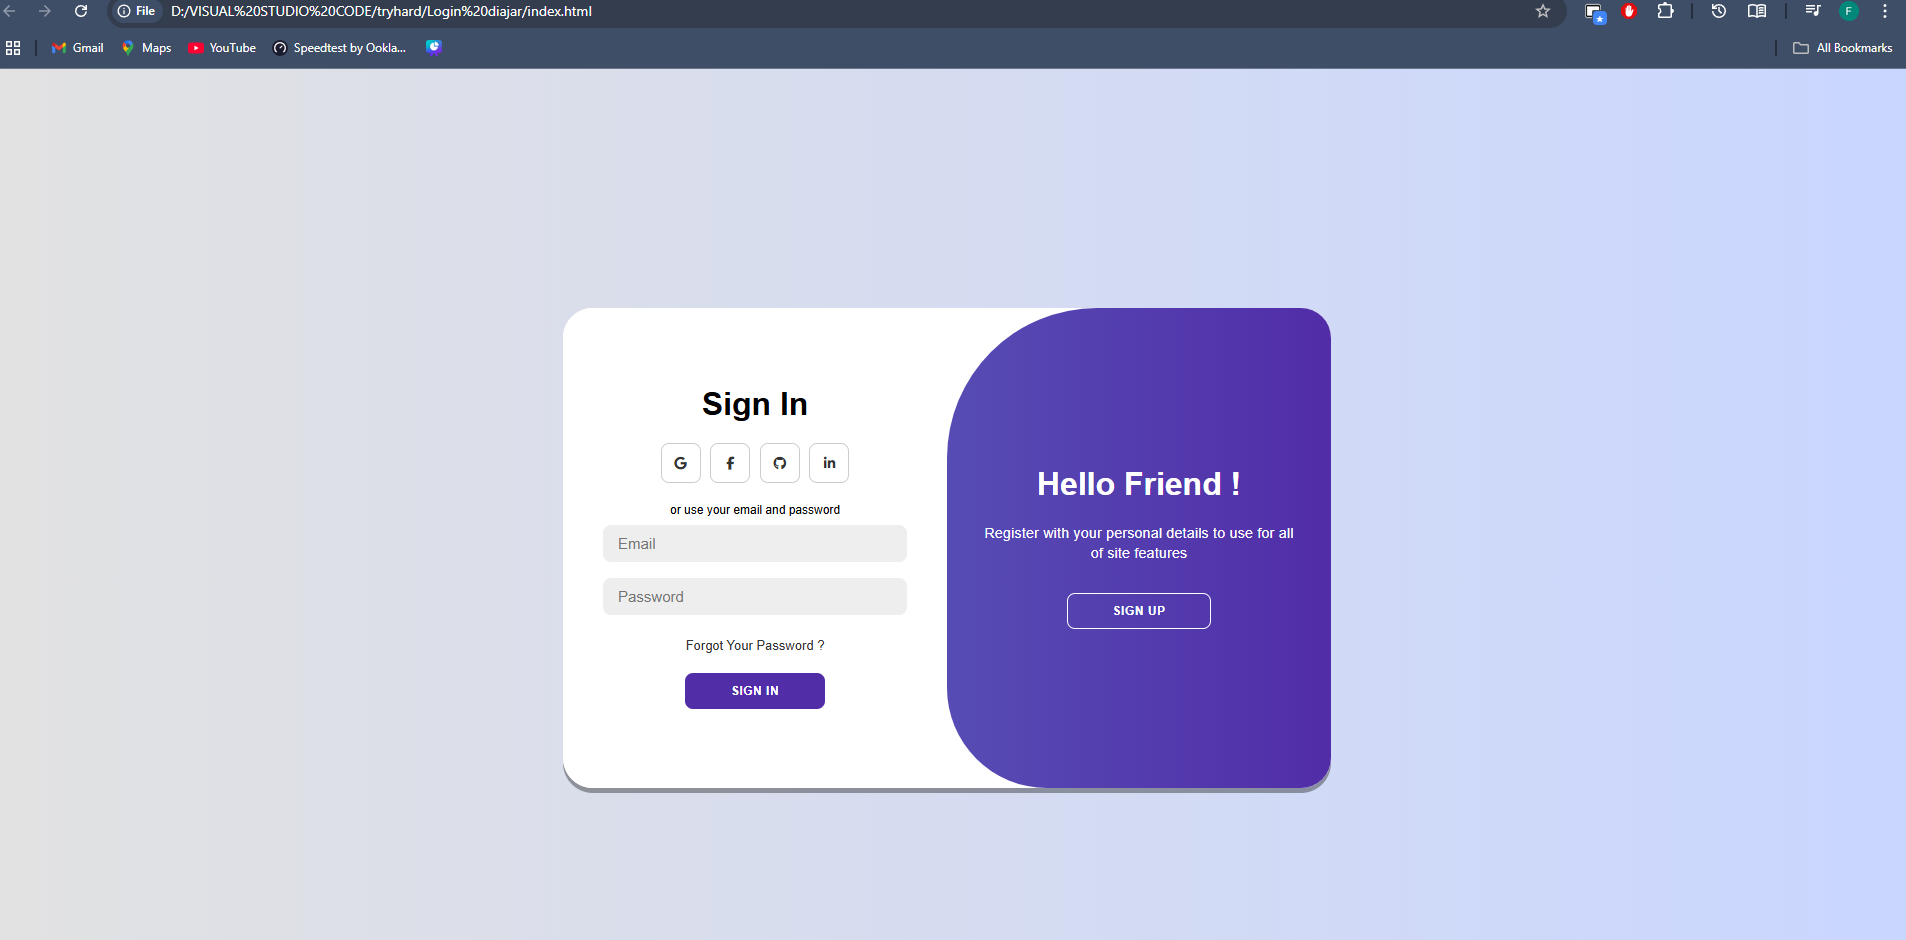 File D:/VISUAL%20STUDIO%20CODE/tryhard/Login%20diajar/index.html F
Gmail Maps YouTube Speedtest by Ookla... All Bookmarks
Sign In
G f in
or use your email and password
Email
Password
Forgot Your Password ?
SIGN IN
Hello Friend !
Register with your personal details to use for all
of site features
SIGN UP